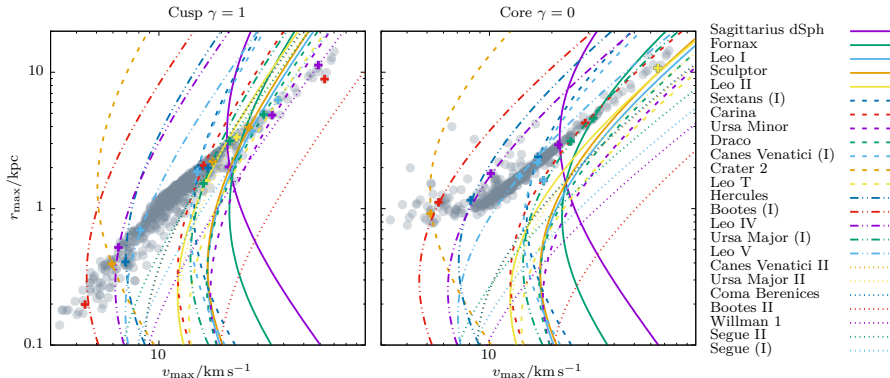 Cusp γ = 1
Core γ = 0
10
1
0.1
r_max/kpc
10
v_max/km s⁻¹
10
v_max/km s⁻¹
Sagittarius dSph
Fornax
Leo I
Sculptor
Leo II
Sextans (I)
Carina
Ursa Minor
Draco
Canes Venatici (I)
Crater 2
Leo T
Hercules
Bootes (I)
Leo IV
Ursa Major (I)
Leo V
Canes Venatici II
Ursa Major II
Coma Berenices
Bootes II
Willman 1
Segue II
Segue (I)